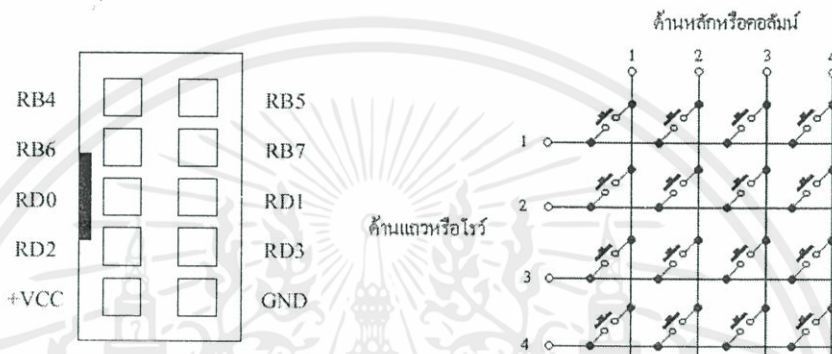 ด้านหลักหรือคอลัมน์
1 2 3 4
RB4 RB5
RB6 RB7
RD0 RD1
RD2 RD3
+VCC GND
ด้านแถวหรือโรว์
1
2
3
4